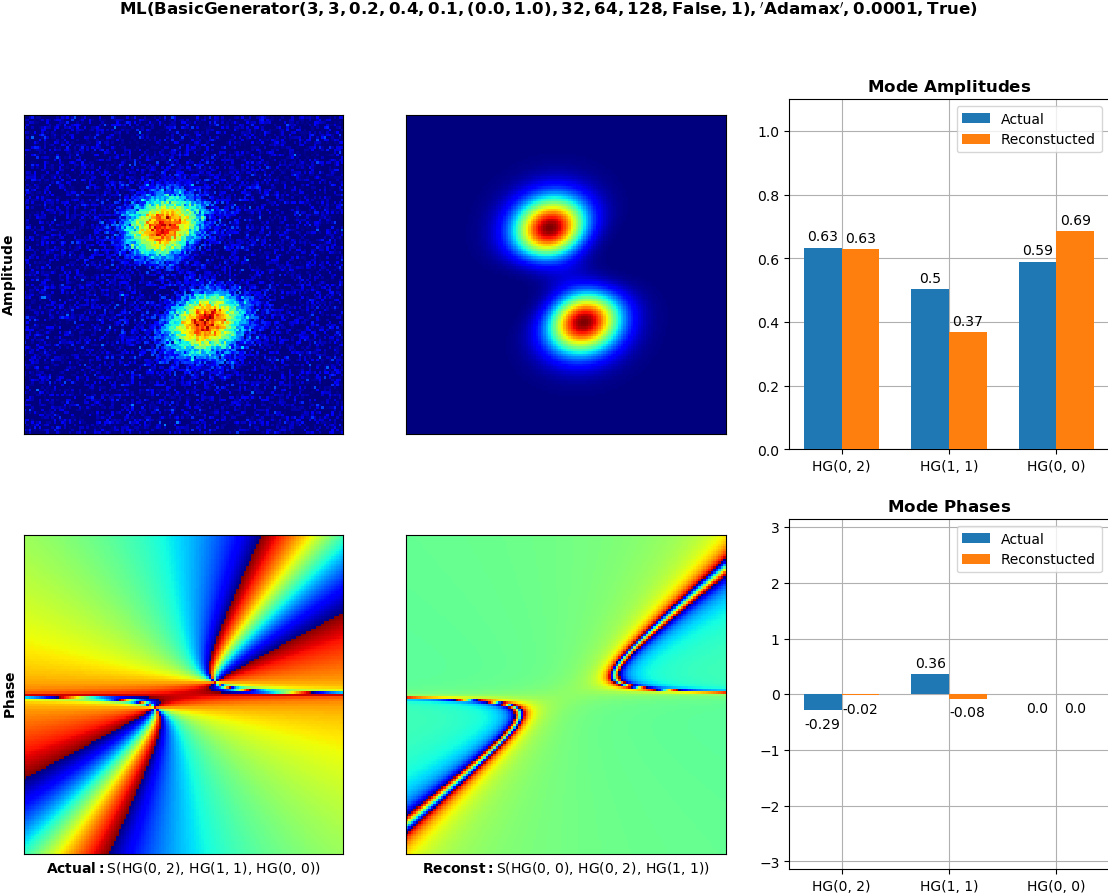 ML(BasicGenerator(3, 3, 0.2, 0.4, 0.1, (0.0, 1.0), 32, 64, 128, False, 1), 'Adamax', 0.0001, True)
Amplitude
Mode Amplitudes
Actual
Reconstucted
1.0
0.8
0.6
0.4
0.2
0.0
0.63
0.63
0.5
0.37
0.59
0.69
HG(0, 2)
HG(1, 1)
HG(0, 0)
Phase
Actual: S(HG(0, 2), HG(1, 1), HG(0, 0))
Reconst: S(HG(0, 0), HG(0, 2), HG(1, 1))
Mode Phases
Actual
Reconstucted
3
2
1
0
−1
−2
−3
-0.29
-0.02
0.36
-0.08
0.0
0.0
HG(0, 2)
HG(1, 1)
HG(0, 0)